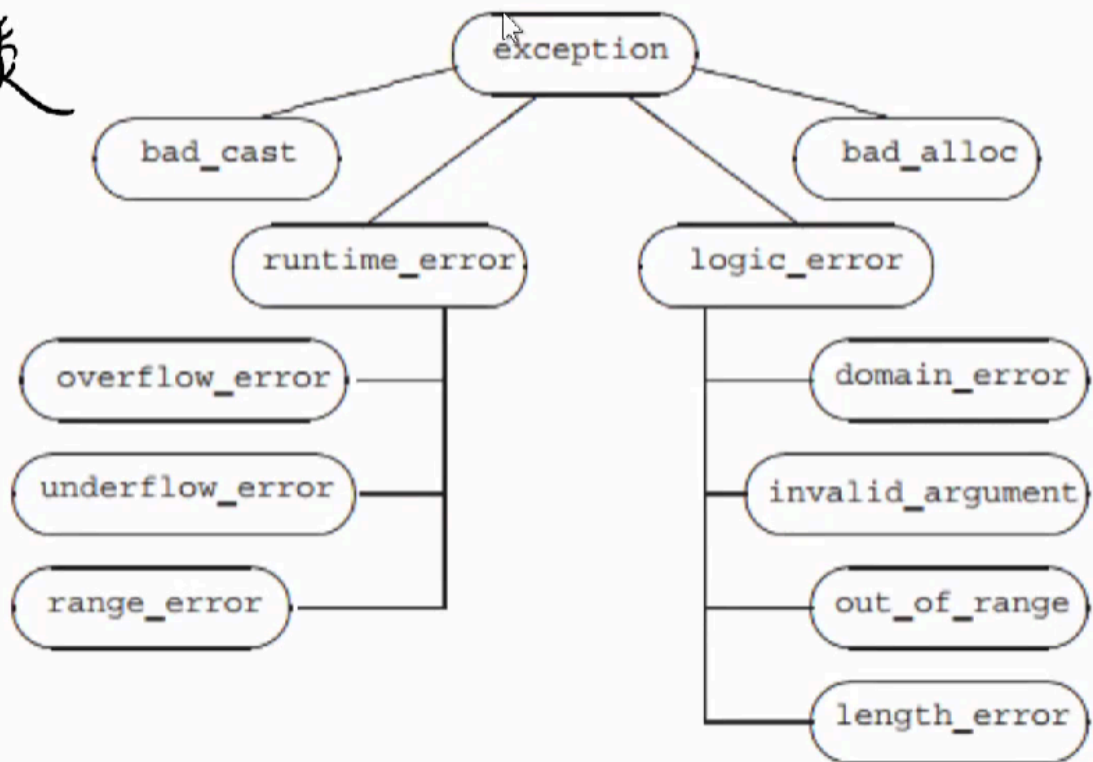 exception
bad_cast
bad_alloc
runtime_error
logic_error
overflow_error
domain_error
underflow_error
invalid_argument
range_error
out_of_range
length_error